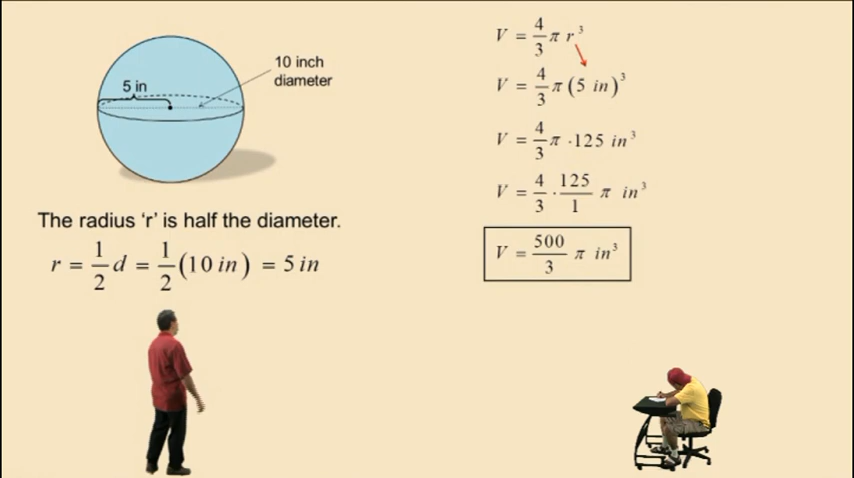 10 inch
diameter
5 in
The radius 'r' is half the diameter.
r = 1/2 d = 1/2 (10 in) = 5 in
V = 4/3 π r³
V = 4/3 π (5 in)³
V = 4/3 π · 125 in³
V = 4/3 · 125/1 π in³
V = 500/3 π in³